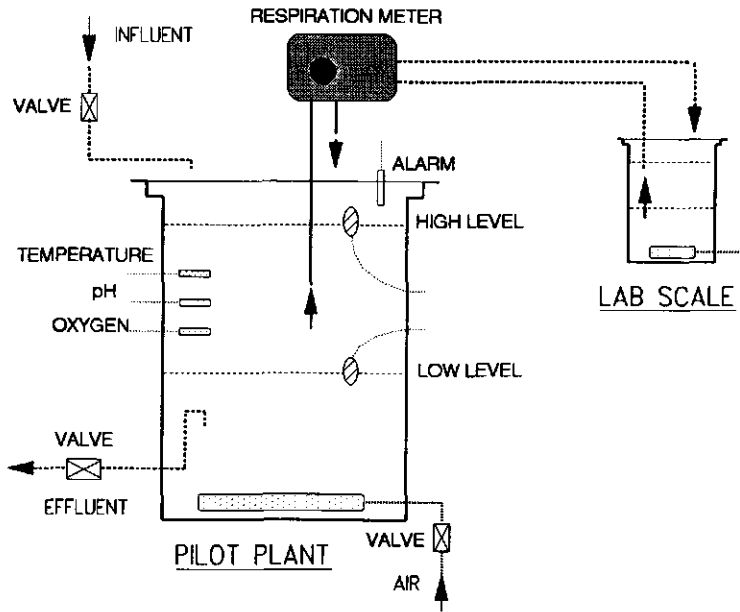 RESPIRATION METER
INFLUENT
VALVE
ALARM
HIGH LEVEL
TEMPERATURE
pH
OXYGEN
LAB SCALE
LOW LEVEL
VALVE
EFFLUENT
PILOT PLANT
VALVE
AIR